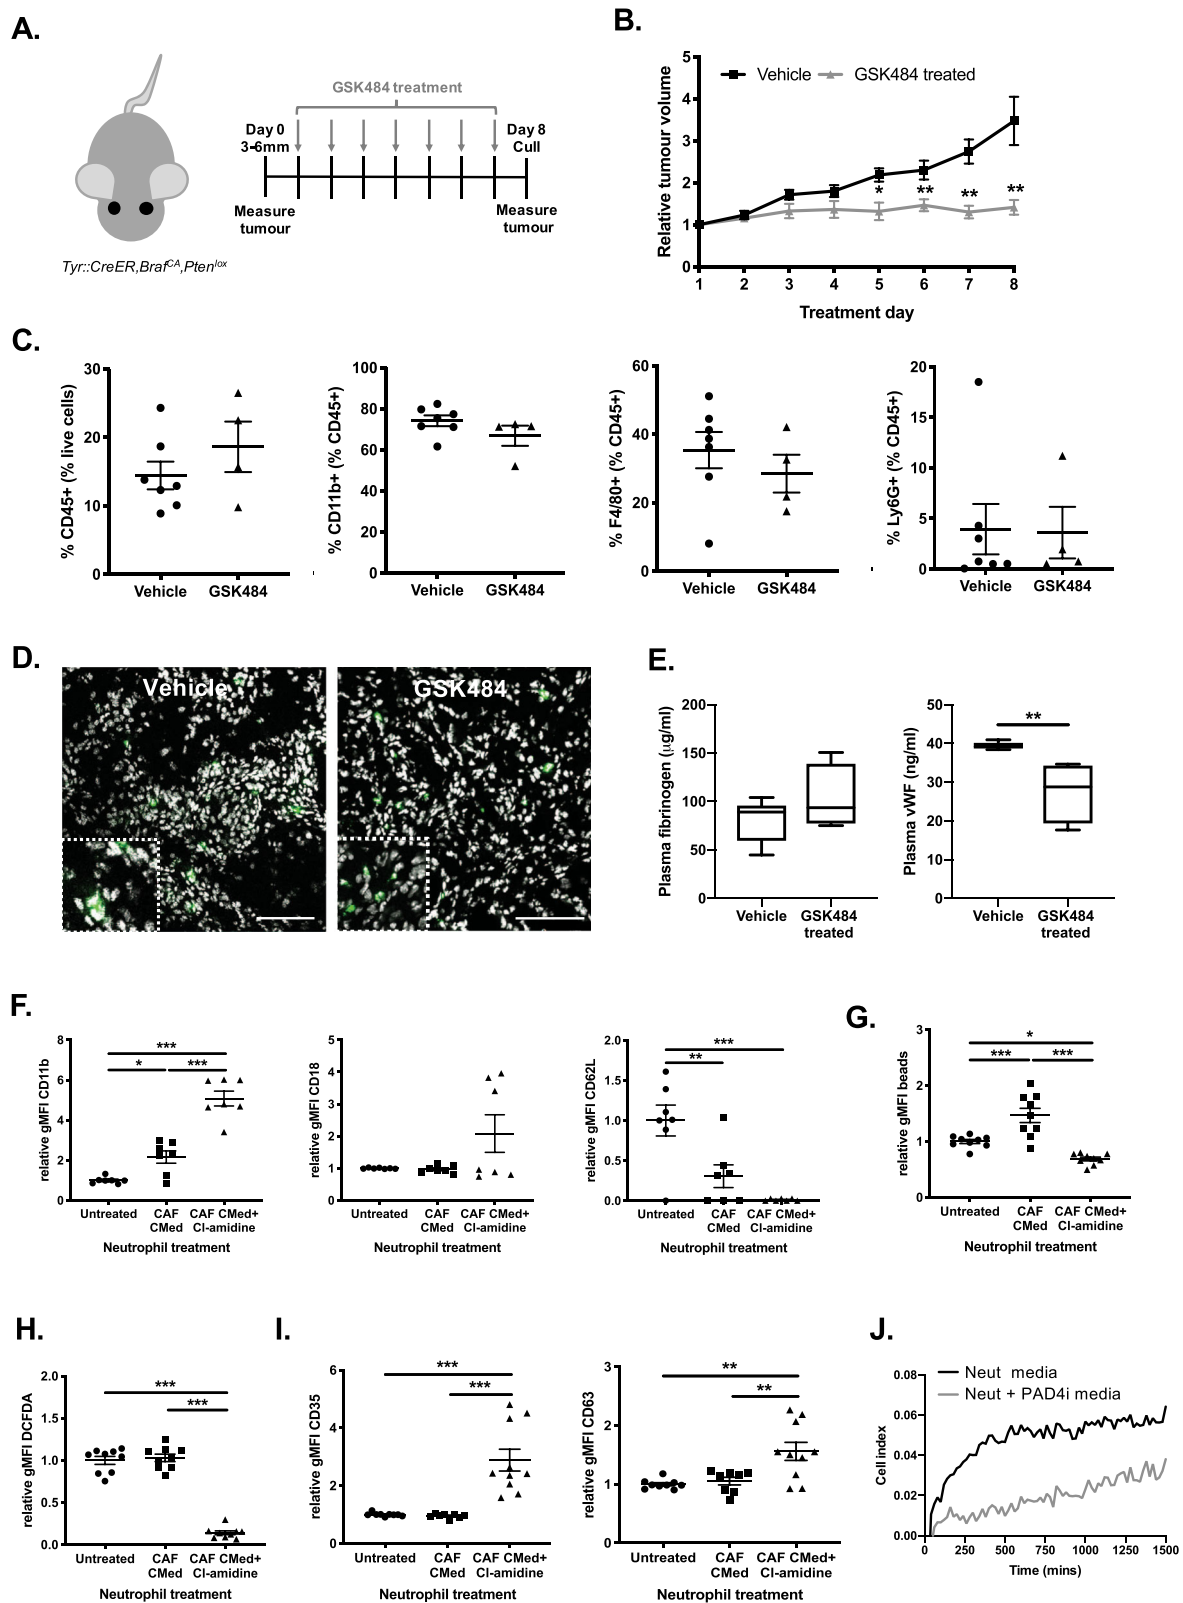 A.
GSK484 treatment
Day 0
3-6mm
Day 8
Cull
Measure
tumour
Measure
tumour
Tyr::CreER,Braf^CA,Pten^lox
B.
Relative tumour volume
5
4
3
2
1
0
Vehicle
GSK484 treated
* ** ** **
1 2 3 4 5 6 7 8
Treatment day
C.
% CD45+ (% live cells)
30
20
10
0
Vehicle GSK484
% CD11b+ (% CD45+)
100
80
60
40
20
0
Vehicle GSK484
% F4/80+ (% CD45+)
60
40
20
0
Vehicle GSK484
% Ly6G+ (% CD45+)
20
15
10
5
0
Vehicle GSK484
D.
Vehicle
GSK484
E.
Plasma fibrinogen (µg/ml)
200
150
100
50
0
Vehicle GSK484
treated
Plasma vWF (ng/ml)
50
40
30
20
10
0
**
Vehicle GSK484
treated
F.
relative gMFI CD11b
8
6
4
2
0
***
* ***
Untreated CAF CAF CMed+
CMed Cl-amidine
Neutrophil treatment
relative gMFI CD18
5
4
3
2
1
0
Untreated CAF CAF CMed+
CMed Cl-amidine
Neutrophil treatment
relative gMFI CD62L
2.0
1.5
1.0
0.5
0.0
***
**
Untreated CAF CAF CMed+
CMed Cl-amidine
Neutrophil treatment
G.
relative gMFI beads
3
2
1
0
*
*** ***
Untreated CAF CAF CMed+
CMed Cl-amidine
Neutrophil treatment
H.
relative gMFI DCFDA
2.0
1.5
1.0
0.5
0.0
***
***
Untreated CAF CAF CMed+
CMed Cl-amidine
Neutrophil treatment
I.
relative gMFI CD35
6
4
2
0
***
***
Untreated CAF CAF CMed+
CMed Cl-amidine
Neutrophil treatment
relative gMFI CD63
3
2
1
0
**
**
Untreated CAF CAF CMed+
CMed Cl-amidine
Neutrophil treatment
J.
Cell index
0.08
0.06
0.04
0.02
0.00
Neut media
Neut + PAD4i media
0 250 500 750 1000 1250 1500
Time (mins)